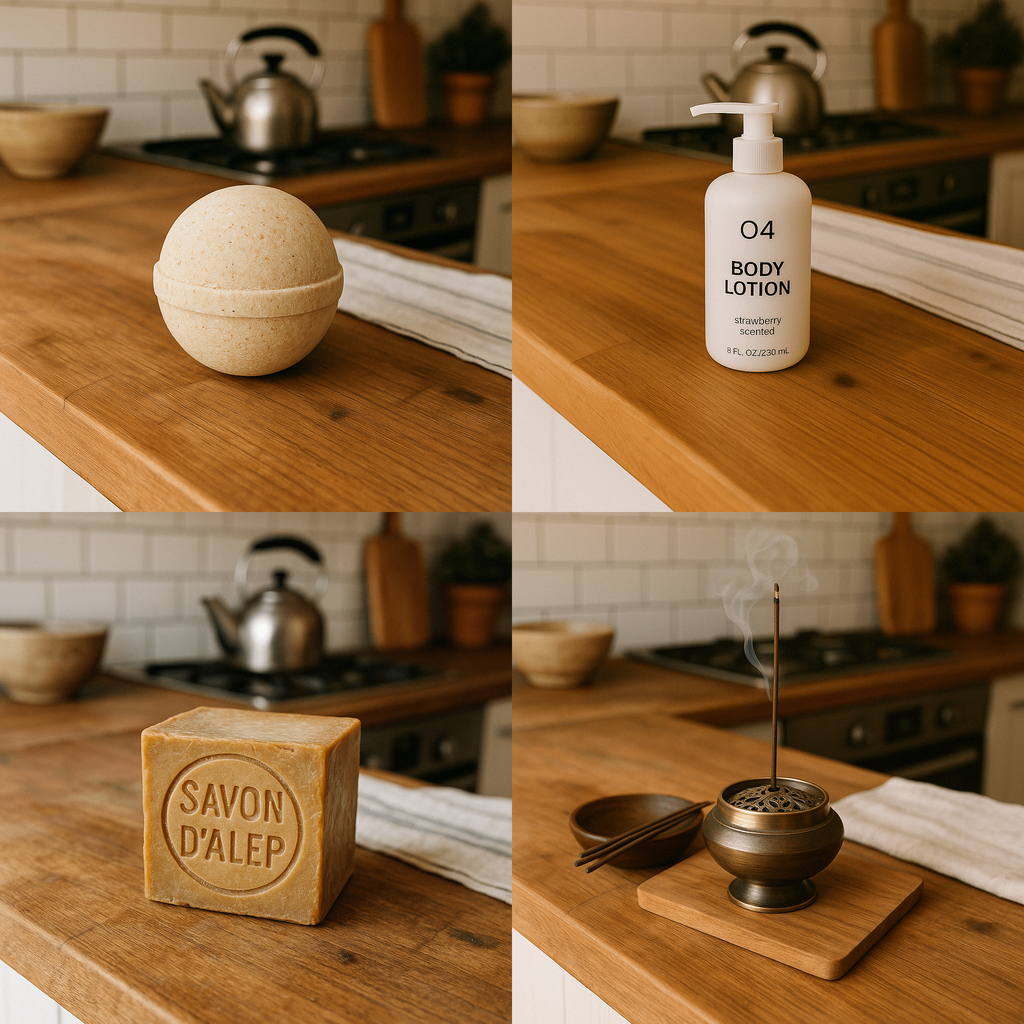 04
BODY
LOTION
strawberry
scented
8 FL, OZ./230 mL
SAVON
D'ALEP